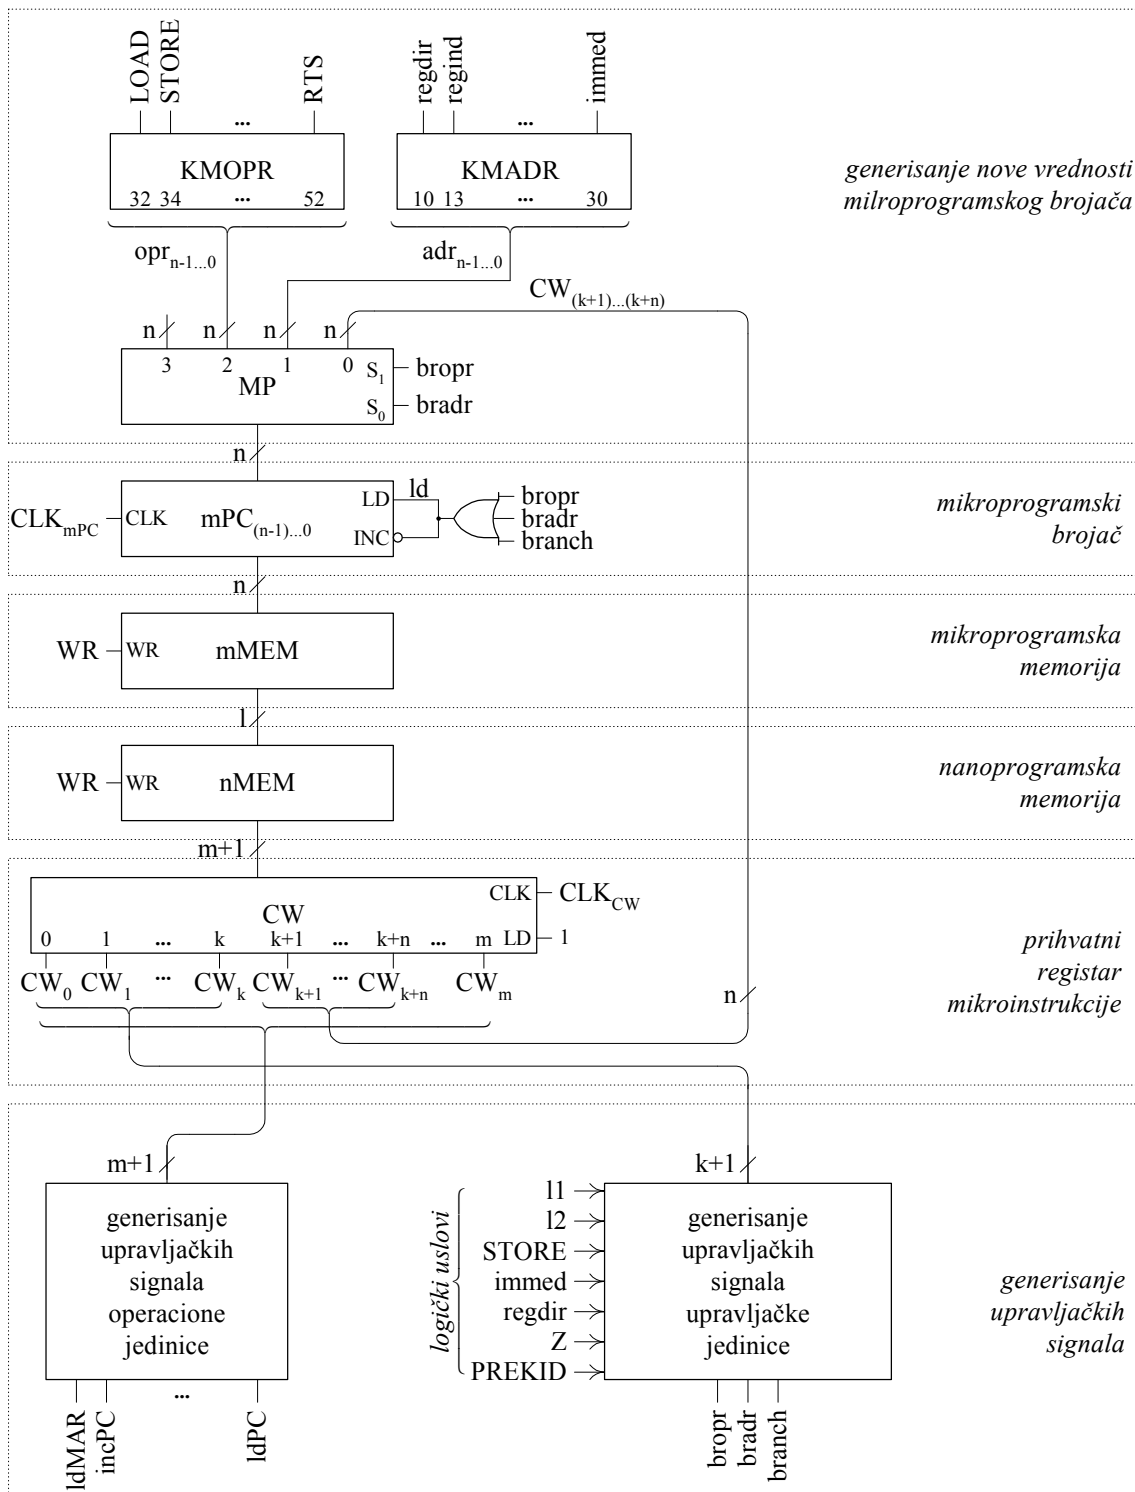 LOAD
STORE
...
RTS
regdir
regind
...
immed
KMOPR
32 34 ... 52
KMADR
10 13 ... 30
generisanje nove vrednosti
milroprogramskog brojača
opr n-1...0
adr n-1...0
CW (k+1)...(k+n)
n n n n
3 2 1 0 S1 bropr
MP
S0 bradr
n
LD ld bropr
CLK mPC CLK mPC (n-1)...0 bradr
INC branch
mikroprogramski
brojač
n
WR WR mMEM
mikroprogramska
memorija
l
WR WR nMEM
nanoprogramska
memorija
m+1
CLK CLK CW
CW
0 1 ... k k+1 ... k+n ... m LD 1
CW0 CW1 ... CWk CWk+1 ... CWk+n CWm
n
prihvatni
registar
mikroinstrukcije
m+1
k+1
generisanje
upravljačkih
signala
operacione
jedinice
logički uslovi
l1
l2
STORE
immed
regdir
Z
PREKID
generisanje
upravljačkih
signala
upravljačke
jedinice
generisanje
upravljačkih
signala
ldMAR
incPC
...
ldPC
bropr
bradr
branch